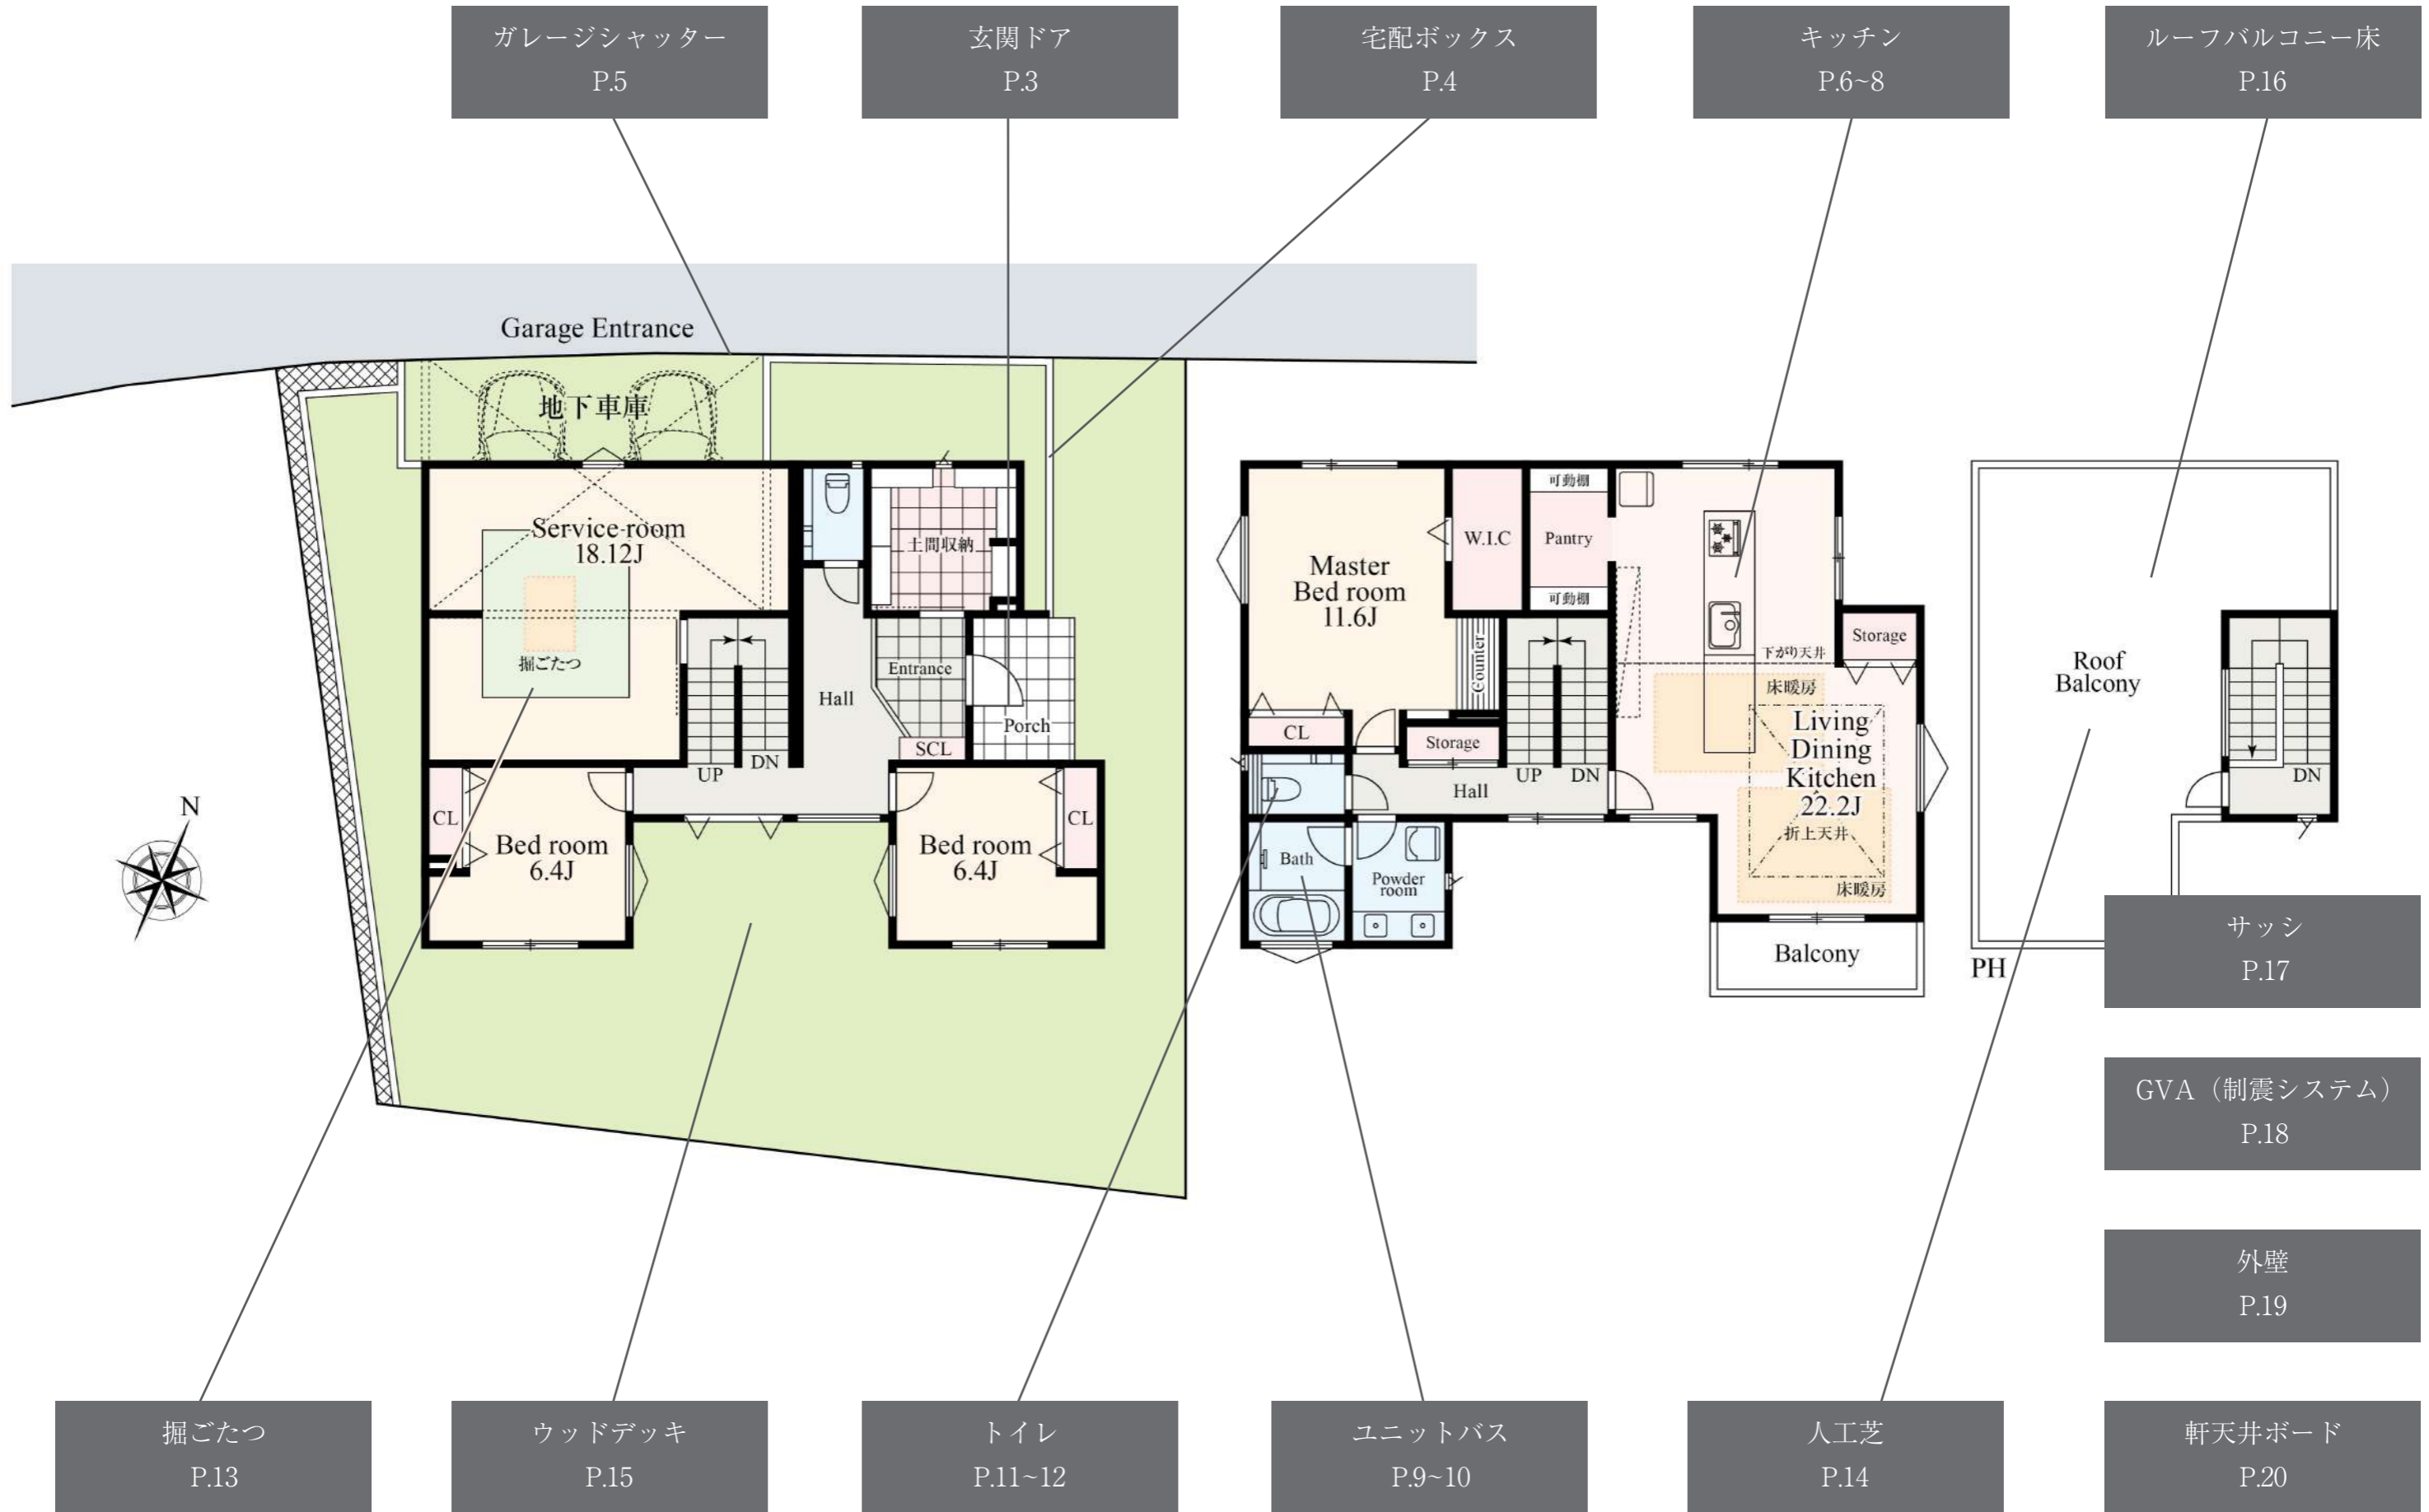 ガレージシャッター
P.5
玄関ドア
P.3
宅配ボックス
P.4
キッチン
P.6~8
ルーフバルコニー床
P.16
Garage Entrance
地下車庫
Service room
18.12J
掘ごたつ
土間収納
Entrance
Hall
Porch
SCL
UP
DN
CL
Bed room
6.4J
Bed room
6.4J
CL
N
Master
Bed room
11.6J
W.I.C
可動棚
Pantry
可動棚
Counter
CL
Storage
Hall
UP
DN
Bath
Powder
room
Storage
下がり天井
床暖房
Living
Dining
Kitchen
22.2J
折上天井
床暖房
Balcony
Roof
Balcony
DN
PH
サッシ
P.17
GVA（制震システム）
P.18
外壁
P.19
掘ごたつ
P.13
ウッドデッキ
P.15
トイレ
P.11~12
ユニットバス
P.9~10
人工芝
P.14
軒天井ボード
P.20